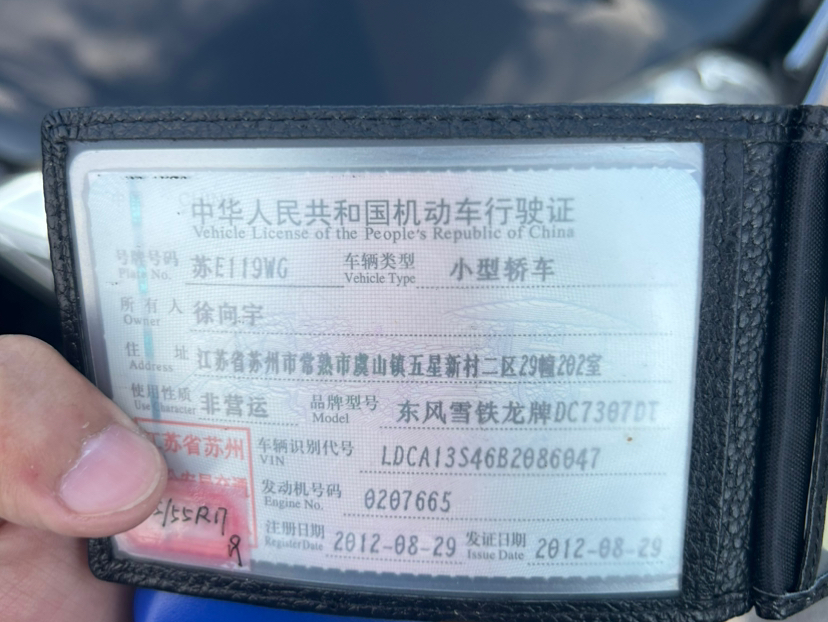 中华人民共和国机动车行驶证
Vehicle License of the People's Republic of China
号牌号码 苏E119WG 车辆类型 小型轿车
Plate No. Vehicle Type
所有人 徐向宇
Owner
住址 江苏省苏州市常熟市虞山镇五星新村二区29幢202室
Address
使用性质 非营运 品牌型号 东风雪铁龙牌DC7307DT
Use Character Model
江苏省苏州 车辆识别代号 LDCA13S46B2086047
VIN
发动机号码 0207665
Engine No.
/55R17 注册日期 2012-08-29 发证日期 2012-08-29
Register Date Issue Date